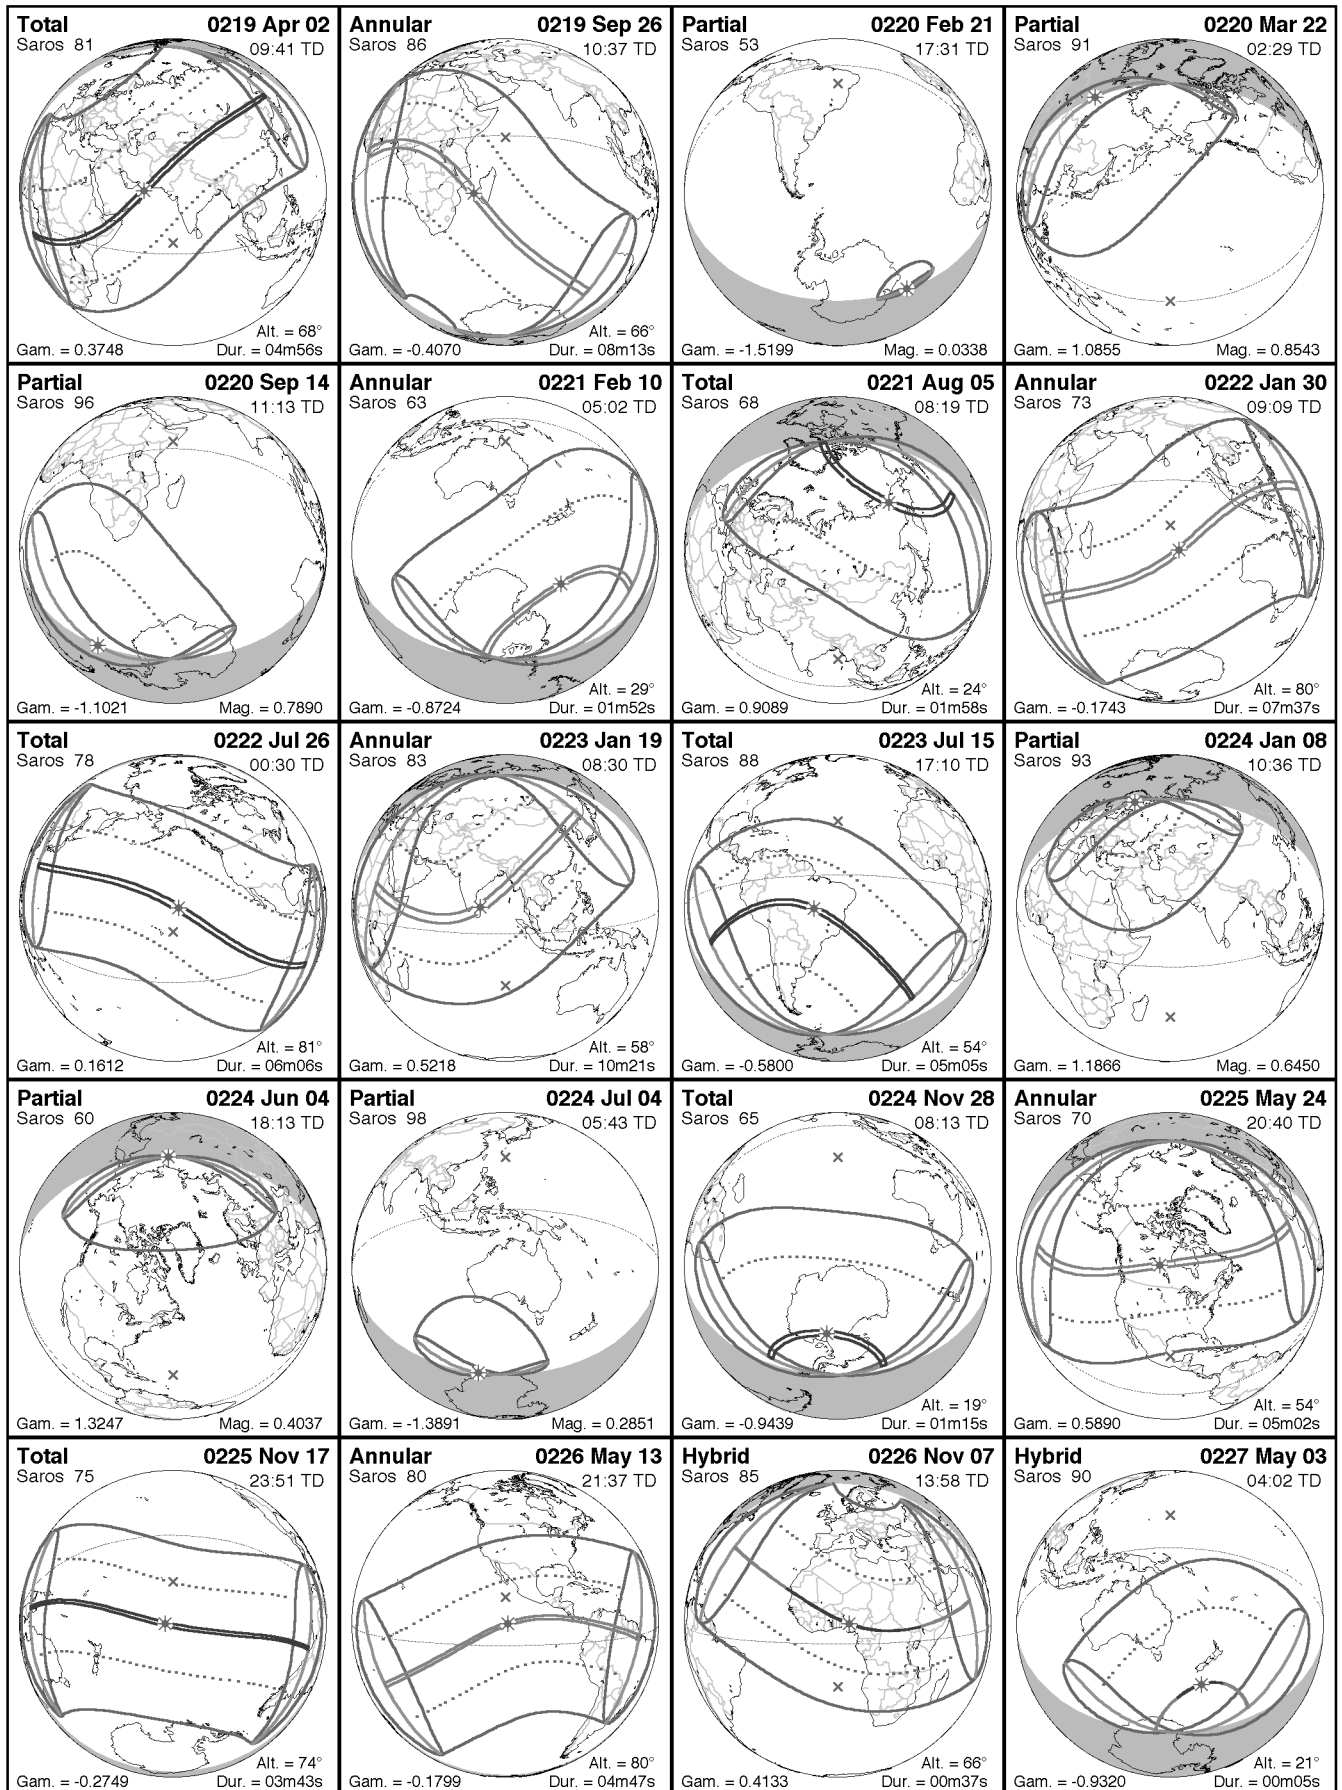 Total 0219 Apr 02
Saros 81 09:41 TD
Alt. = 68°
Gam. = 0.3748 Dur. = 04m56s
Annular 0219 Sep 26
Saros 86 10:37 TD
Alt. = 66°
Gam. = -0.4070 Dur. = 08m13s
Partial 0220 Feb 21
Saros 53 17:31 TD
Gam. = -1.5199 Mag. = 0.0338
Partial 0220 Mar 22
Saros 91 02:29 TD
Gam. = 1.0855 Mag. = 0.8543
Partial 0220 Sep 14
Saros 96 11:13 TD
Gam. = -1.1021 Mag. = 0.7890
Annular 0221 Feb 10
Saros 63 05:02 TD
Alt. = 29°
Gam. = -0.8724 Dur. = 01m52s
Total 0221 Aug 05
Saros 68 08:19 TD
Alt. = 24°
Gam. = 0.9089 Dur. = 01m58s
Annular 0222 Jan 30
Saros 73 09:09 TD
Alt. = 80°
Gam. = -0.1743 Dur. = 07m37s
Total 0222 Jul 26
Saros 78 00:30 TD
Alt. = 81°
Gam. = 0.1612 Dur. = 06m06s
Annular 0223 Jan 19
Saros 83 08:30 TD
Alt. = 58°
Gam. = 0.5218 Dur. = 10m21s
Total 0223 Jul 15
Saros 88 17:10 TD
Alt. = 54°
Gam. = -0.5800 Dur. = 05m05s
Partial 0224 Jan 08
Saros 93 10:36 TD
Gam. = 1.1866 Mag. = 0.6450
Partial 0224 Jun 04
Saros 60 18:13 TD
Gam. = 1.3247 Mag. = 0.4037
Partial 0224 Jul 04
Saros 98 05:43 TD
Gam. = -1.3891 Mag. = 0.2851
Total 0224 Nov 28
Saros 65 08:13 TD
Alt. = 19°
Gam. = -0.9439 Dur. = 01m15s
Annular 0225 May 24
Saros 70 20:40 TD
Alt. = 54°
Gam. = 0.5890 Dur. = 05m02s
Total 0225 Nov 17
Saros 75 23:51 TD
Alt. = 74°
Gam. = -0.2749 Dur. = 03m43s
Annular 0226 May 13
Saros 80 21:37 TD
Alt. = 80°
Gam. = -0.1799 Dur. = 04m47s
Hybrid 0226 Nov 07
Saros 85 13:58 TD
Alt. = 66°
Gam. = 0.4133 Dur. = 00m37s
Hybrid 0227 May 03
Saros 90 04:02 TD
Alt. = 21°
Gam. = -0.9320 Dur. = 00m05s